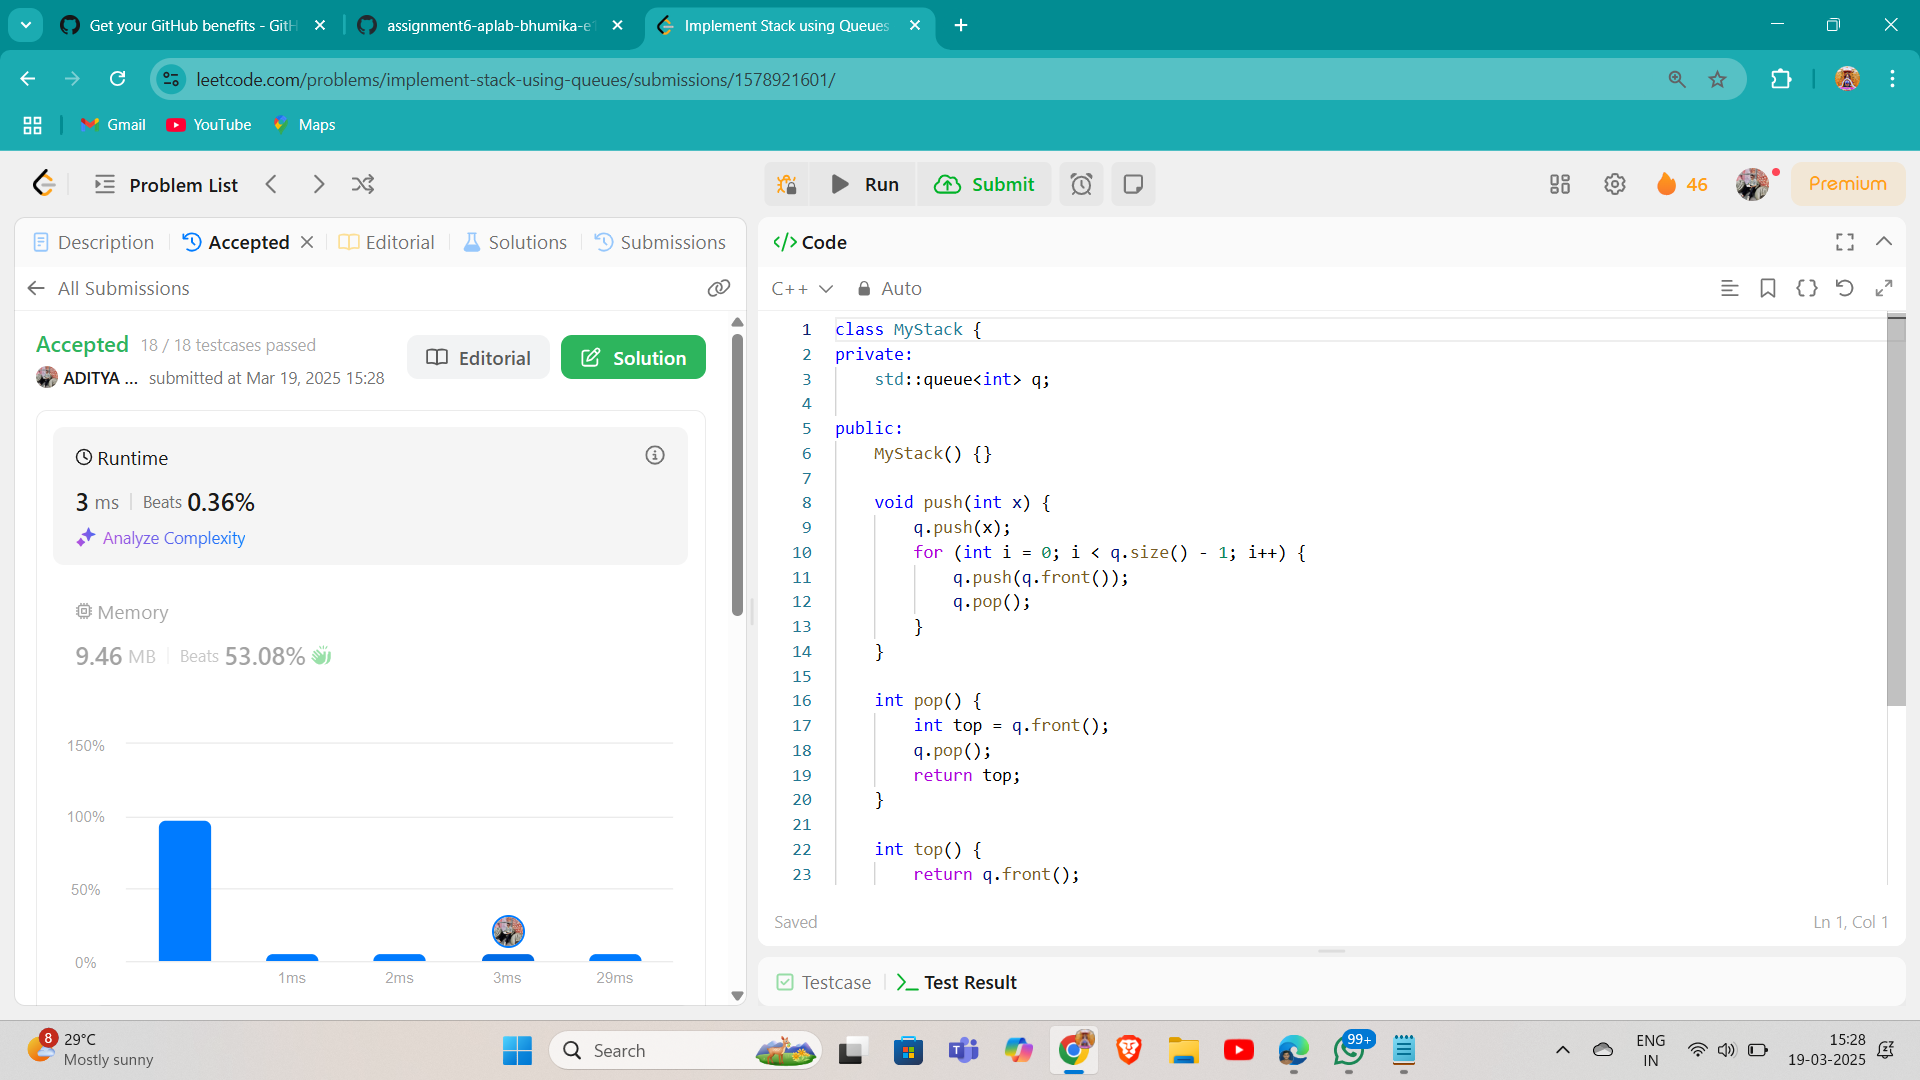 Get your GitHub benefits - GitH
assignment6-aplab-bhumika-e1
Implement Stack using Queues
leetcode.com/problems/implement-stack-using-queues/submissions/1578921601/
Gmail
YouTube
Maps
Problem List
Run
Submit
46
Premium
Description
Accepted
Editorial
Solutions
Submissions
All Submissions
Accepted 18 / 18 testcases passed
ADITYA ... submitted at Mar 19, 2025 15:28
Editorial
Solution
Runtime
3 ms | Beats 0.36%
Analyze Complexity
Memory
9.46 MB | Beats 53.08%
150%
100%
50%
0%
1ms 2ms 3ms 29ms
</> Code
C++
Auto
1 class MyStack {
2 private:
3     std::queue<int> q;
4
5 public:
6     MyStack() {}
7
8     void push(int x) {
9         q.push(x);
10         for (int i = 0; i < q.size() - 1; i++) {
11             q.push(q.front());
12             q.pop();
13         }
14     }
15
16     int pop() {
17         int top = q.front();
18         q.pop();
19         return top;
20     }
21
22     int top() {
23         return q.front();
Saved
Ln 1, Col 1
Testcase
Test Result
8
29°C
Mostly sunny
Search
99+
ENG
IN
15:28
19-03-2025